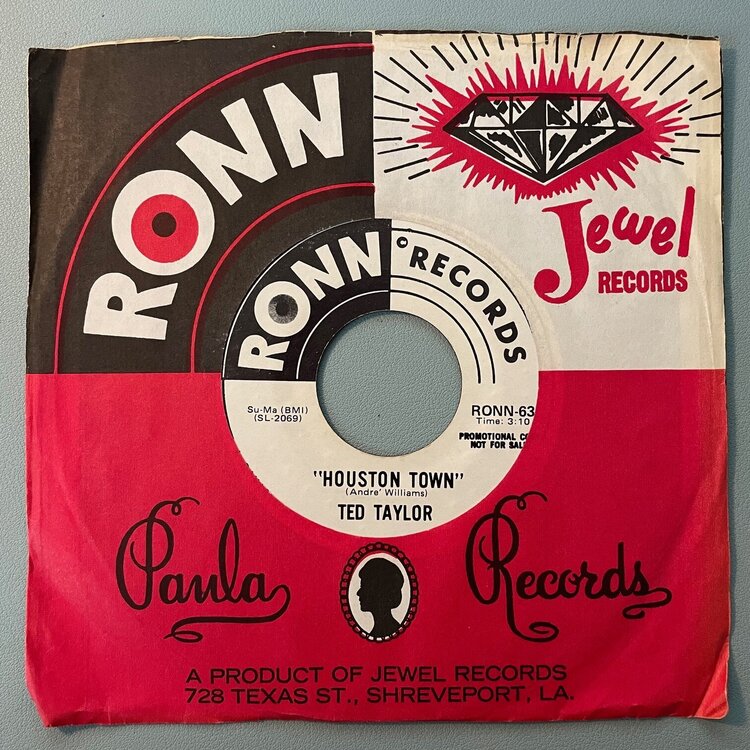 RONN
Jewel
RECORDS
RONN RECORDS
Su-Ma (BMI)
(SL-2069)
RONN-63
Time: 3:10
PROMOTIONAL
NOT FOR
"HOUSTON TOWN"
(Andre' Williams)
TED TAYLOR
Paula Records
A PRODUCT OF JEWEL RECORDS
728 TEXAS ST., SHREVEPORT, LA.